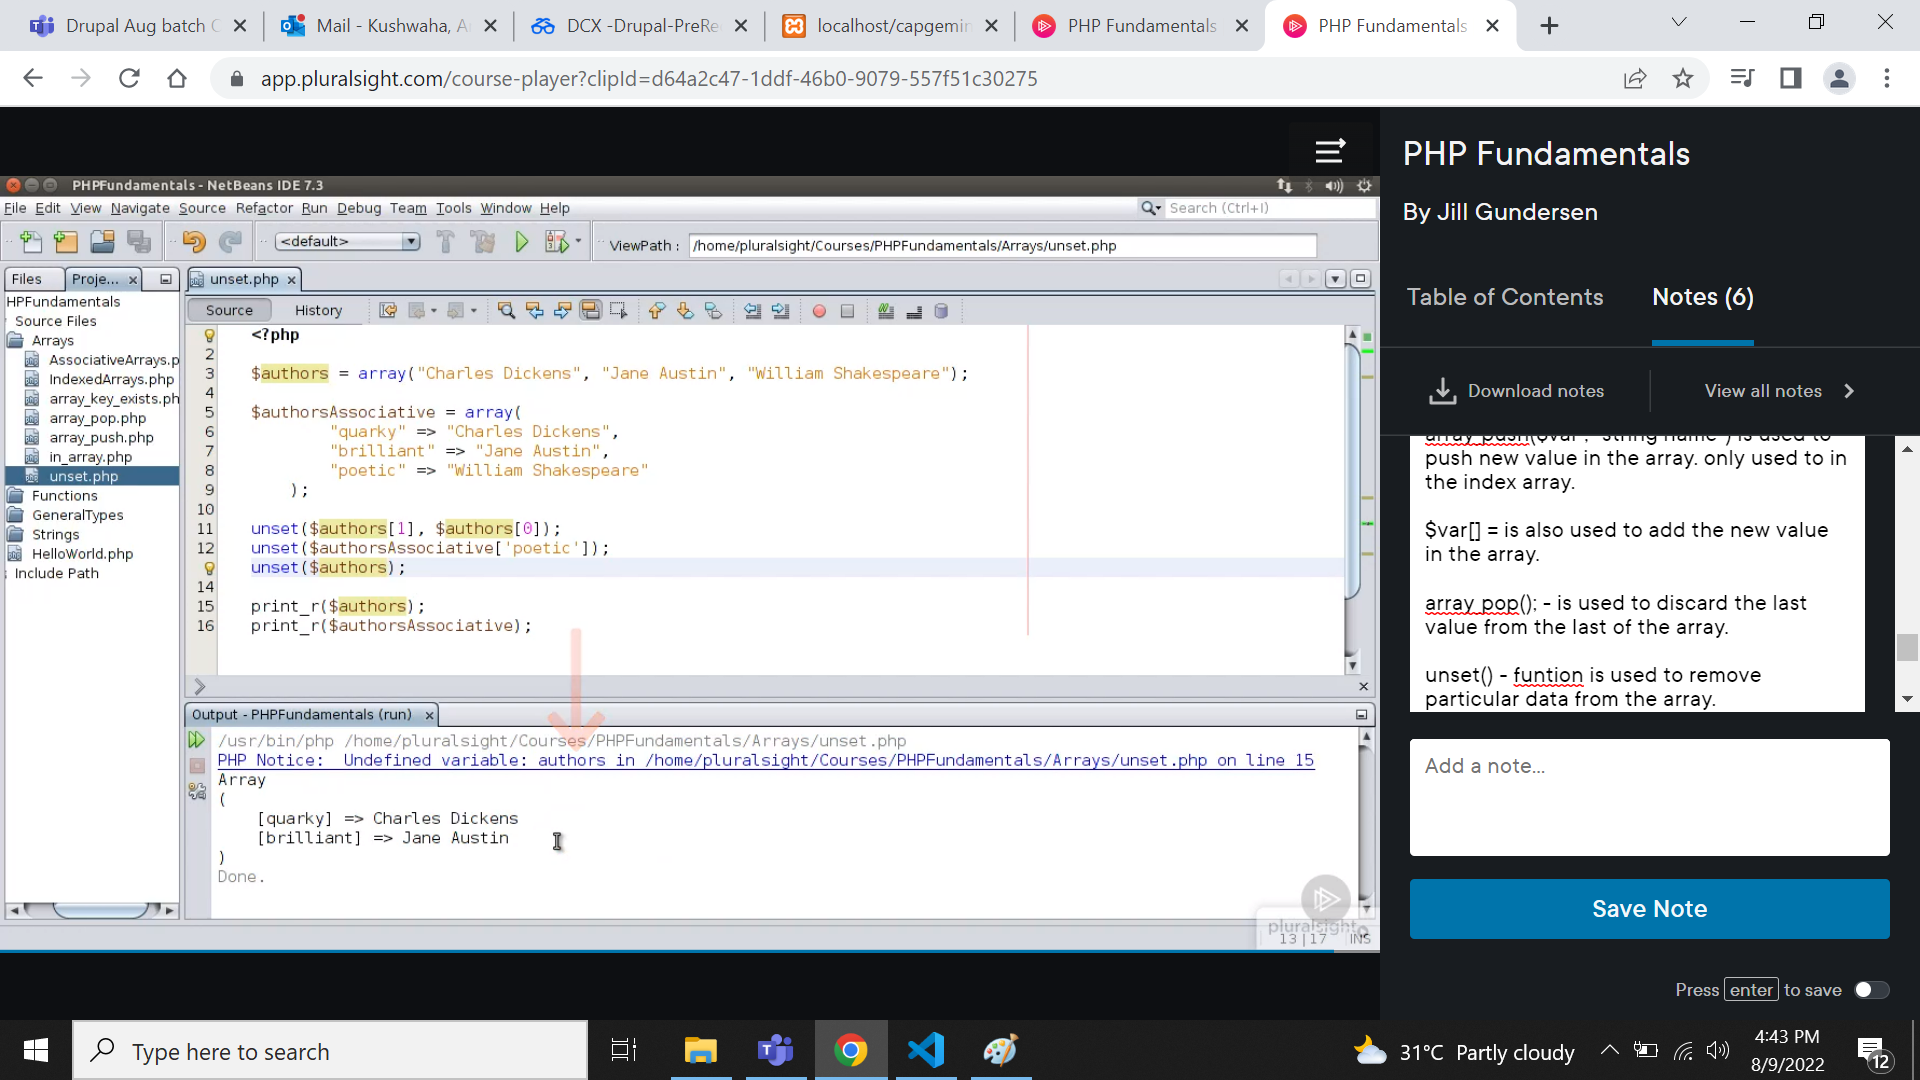 Drupal Aug batch C
Mail - Kushwaha, A
DCX -Drupal-PreRe
localhost/capgemin
PHP Fundamentals
PHP Fundamentals
app.pluralsight.com/course-player?clipId=d64a2c47-1ddf-46b0-9079-557f51c30275
PHPFundamentals - NetBeans IDE 7.3
File Edit View Navigate Source Refactor Run Debug Team Tools Window Help
Search (Ctrl+I)
<default>
ViewPath :
/home/pluralsight/Courses/PHPFundamentals/Arrays/unset.php
Files
Proje...
HPFundamentals
Source Files
Arrays
AssociativeArrays.p
IndexedArrays.php
array_key_exists.ph
array_pop.php
array_push.php
in_array.php
unset.php
Functions
GeneralTypes
Strings
HelloWorld.php
Include Path
unset.php
Source
History
<?php
2
3 $authors = array("Charles Dickens", "Jane Austin", "William Shakespeare");
4
5 $authorsAssociative = array(
6 "quarky" => "Charles Dickens",
7 "brilliant" => "Jane Austin",
8 "poetic" => "William Shakespeare"
9 );
10
11 unset($authors[1], $authors[0]);
12 unset($authorsAssociative['poetic']);
unset($authors);
14
15 print_r($authors);
16 print_r($authorsAssociative);
Output - PHPFundamentals (run)
/usr/bin/php /home/pluralsight/Courses/PHPFundamentals/Arrays/unset.php
PHP Notice:  Undefined variable: authors in /home/pluralsight/Courses/PHPFundamentals/Arrays/unset.php on line 15
Array
(
[quarky] => Charles Dickens
[brilliant] => Jane Austin
)
Done.
pluralsight
13|17 INS
PHP Fundamentals
By Jill Gundersen
Table of Contents
Notes (6)
Download notes
View all notes
array_push($var , "string name") is used to
push new value in the array. only used to in
the index array.
$var[] = is also used to add the new value
in the array.
array_pop(); - is used to discard the last
value from the last of the array.
unset() - funtion is used to remove
particular data from the array.
Add a note...
Save Note
Press enter to save
Type here to search
31°C Partly cloudy
4:43 PM
8/9/2022
12